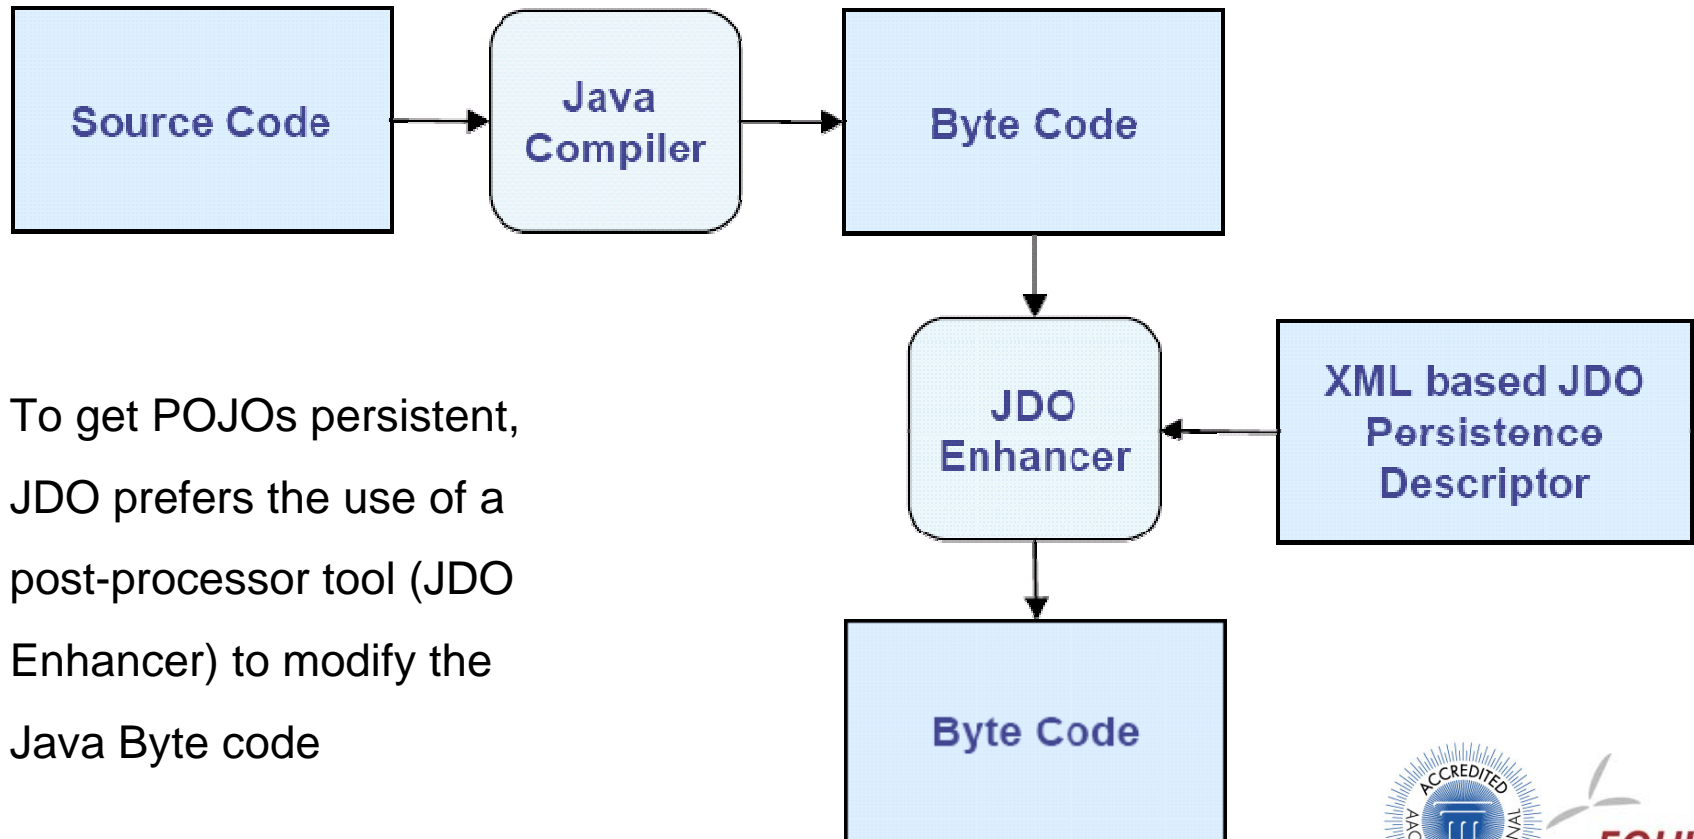 Source Code
Java
Compiler
Byte Code
JDO
Enhancer
XML based JDO
Persistence
Descriptor
To get POJOs persistent,
JDO prefers the use of a
post-processor tool (JDO
Enhancer) to modify the
Java Byte code
Byte Code
ACCREDITED